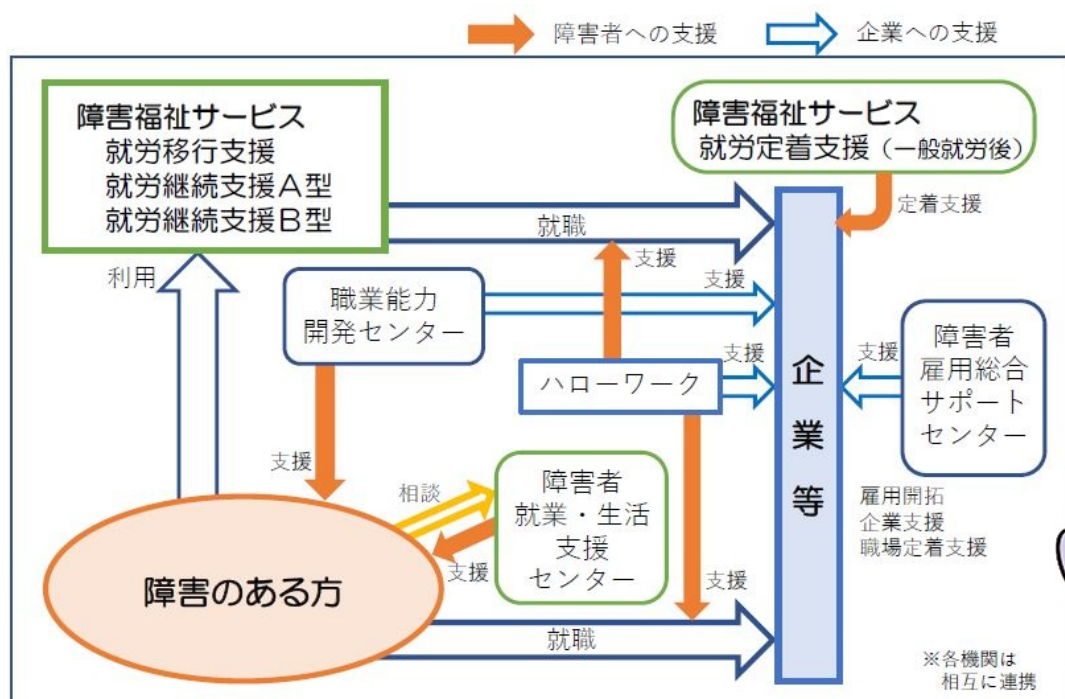 障害者への支援
企業への支援
障害福祉サービス
就労移行支援
就労継続支援A型
就労継続支援B型
障害福祉サービス
就労定着支援（一般就労後）
就職
定着支援
利用
支援
支援
職業能力
開発センター
ハローワーク
支援
支援
障害者
雇用総合
サポート
センター
企業等
支援
相談
障害者
就業・生活
支援
センター
支援
雇用開拓
企業支援
職場定着支援
障害のある方
支援
就職
※各機関は
相互に連携